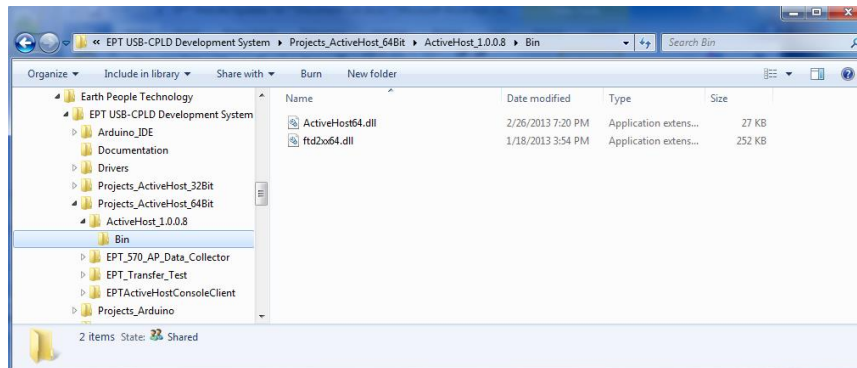 « EPT USB-CPLD Development System ▸ Projects_ActiveHost_64Bit ▸ ActiveHost_1.0.0.8 ▸ Bin
Search Bin
Organize Include in library Share with Burn New folder
Earth People Technology
EPT USB-CPLD Development System
Arduino_IDE
Documentation
Drivers
Projects_ActiveHost_32Bit
Projects_ActiveHost_64Bit
ActiveHost_1.0.0.8
Bin
EPT_570_AP_Data_Collector
EPT_Transfer_Test
EPTActiveHostConsoleClient
Projects_Arduino
Name Date modified Type Size
ActiveHost64.dll 2/26/2013 7:20 PM Application extens... 27 KB
ftd2xx64.dll 1/18/2013 3:54 PM Application extens... 252 KB
2 items State: Shared